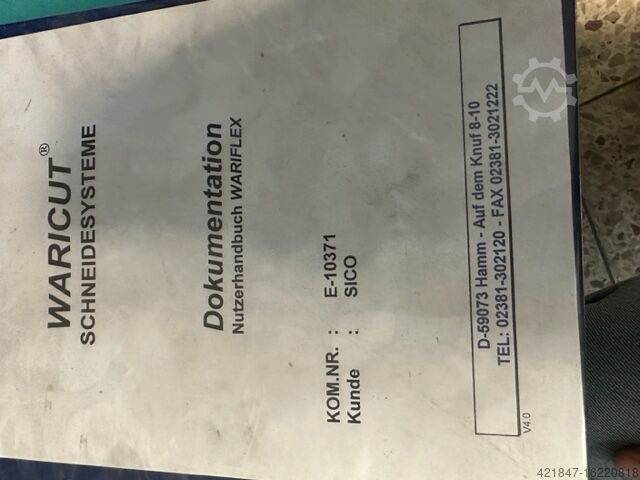 WARICUT®
SCHNEIDESYSTEME
Dokumentation
Nutzerhandbuch WARIFLEX
KOM.NR. : E-10371
Kunde : SICO
D-59073 Hamm - Auf dem Knuf 8-10
TEL: 02381-302120 - FAX 02381-3021222
V4.0
421847-16220818